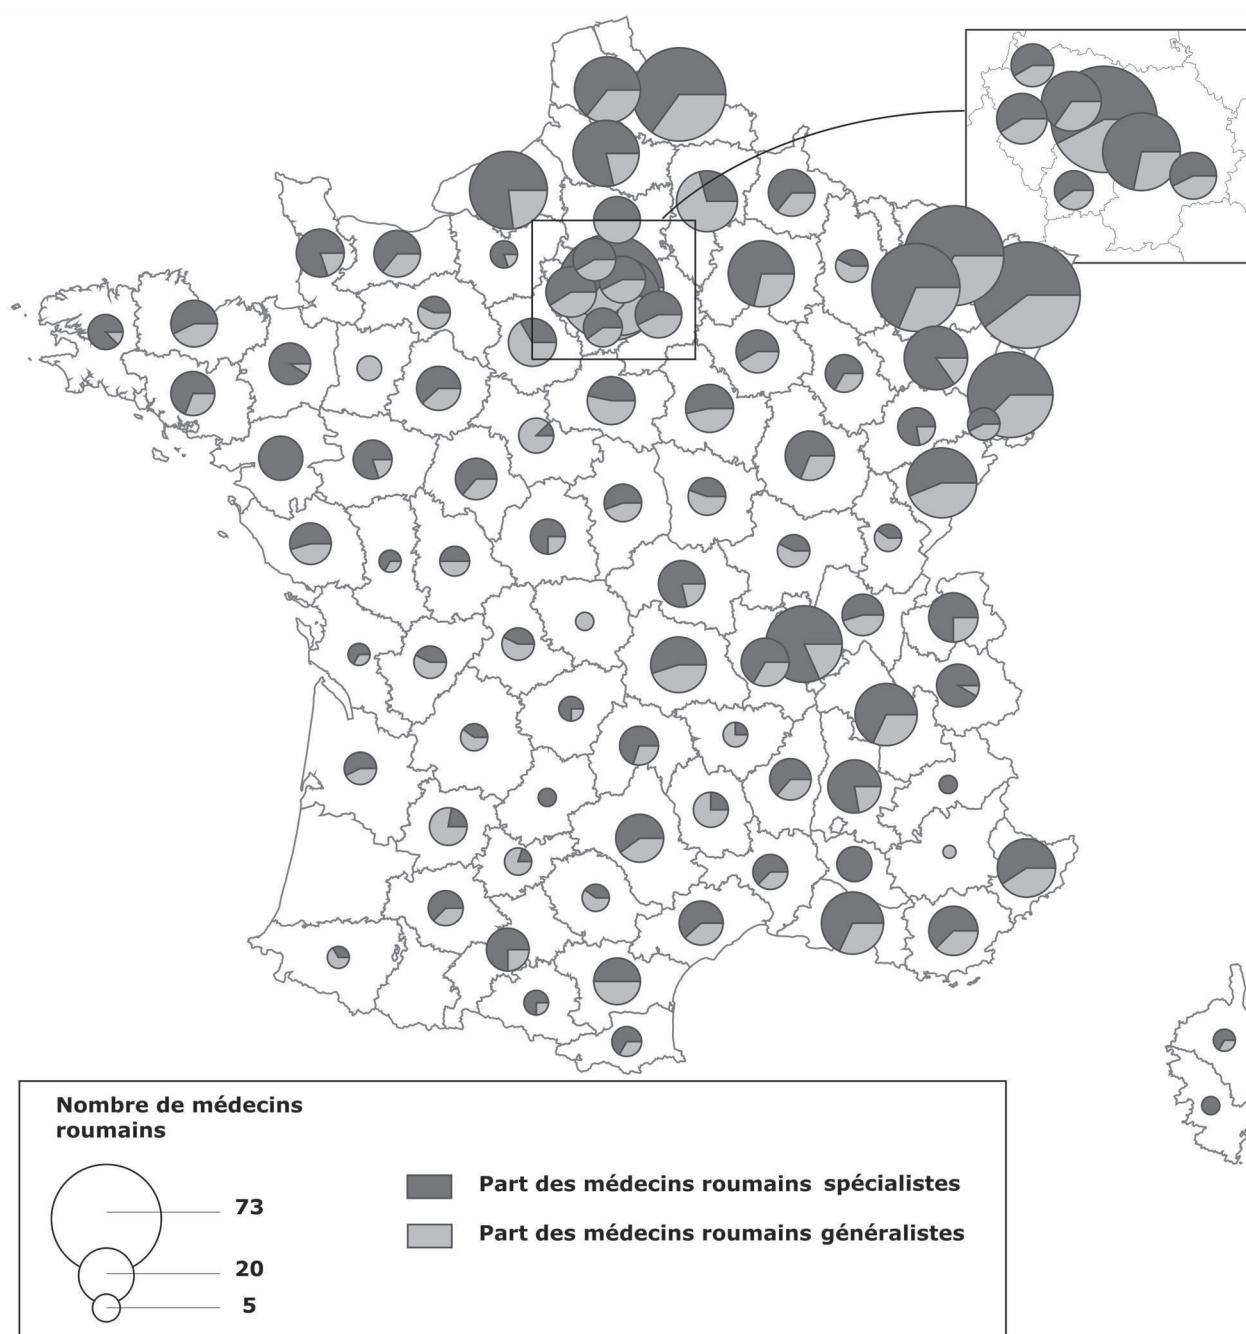 Nombre de médecins
roumains
73
20
5
Part des médecins roumains spécialistes
Part des médecins roumains généralistes